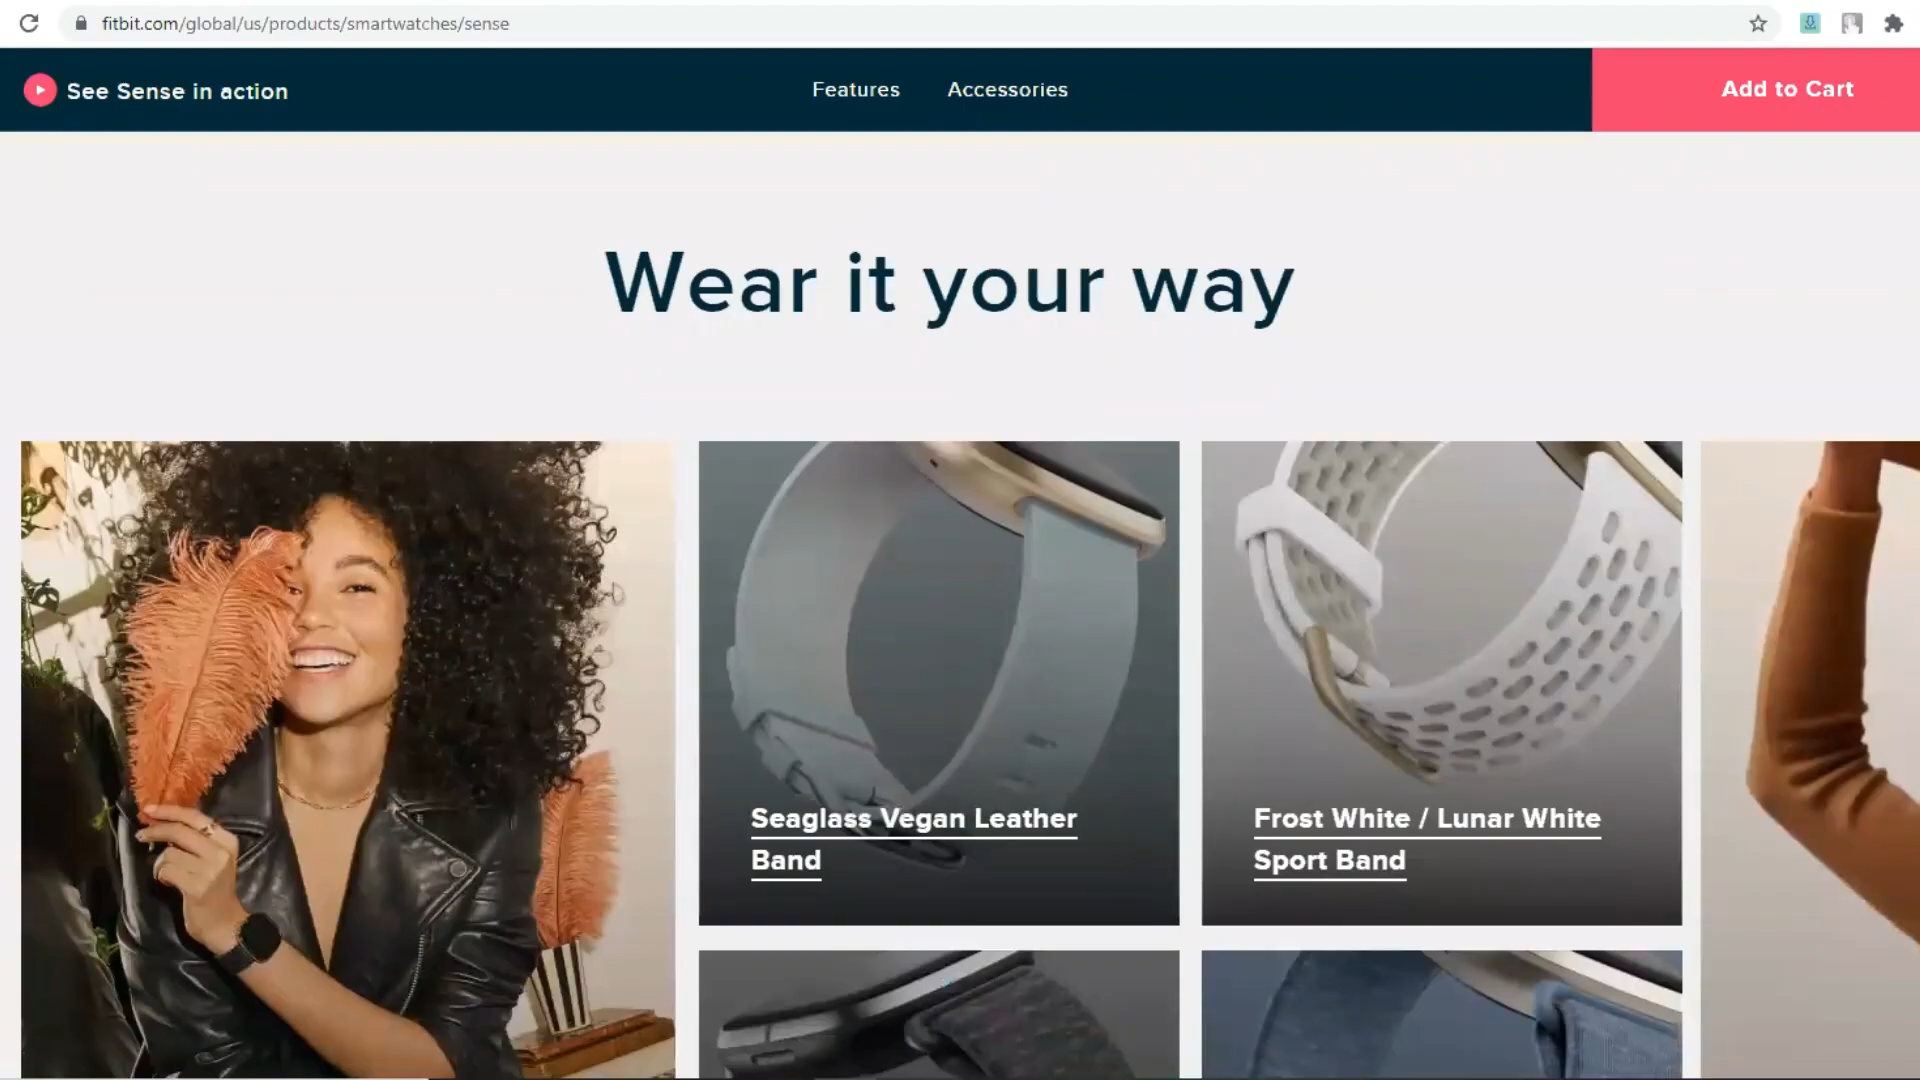 fitbit.com/global/us/products/smartwatches/sense
See Sense in action
Features
Accessories
Add to Cart
Wear it your way
Seaglass Vegan Leather
Band
Frost White / Lunar White
Sport Band